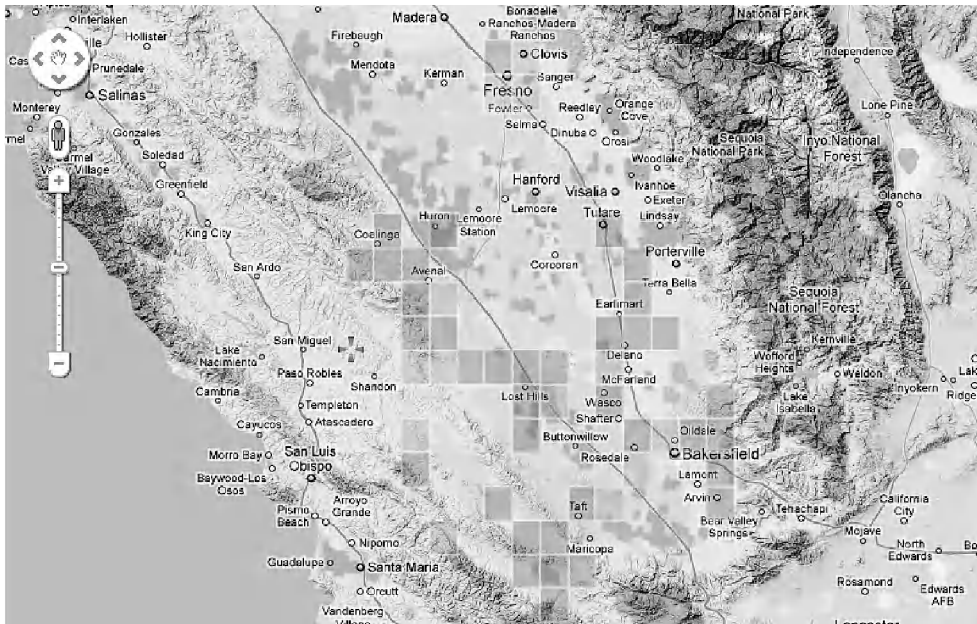 Interlaken
Hollister
Prunedale
Salinas
Monterey
Gonzales
Soledad
Greenfield
King City
San Ardo
San Miguel
Lake
Nacimiento
Paso Robles
Shandon
Cambria
Templeton
Atascadero
Cayucos
Morro Bay
San Luis
Obispo
Baywood-Los
Osos
Pismo
Beach
Arroyo
Grande
Nipomo
Guadalupe
Santa Maria
Orcutt
Vandenberg
Village
Madera
Bonadelle
Ranchos-Madera
Ranchos
Firebaugh
Mendota
Kerman
Clovis
Fresno
Sanger
Fowler
Selma
Reedley
Orange
Cove
Dinuba
Orosi
Woodlake
Ivanhoe
Exeter
Lindsay
Hanford
Visalia
Lemoore
Lemoore
Station
Tulare
Huron
Coalinga
Avenal
Corcoran
Porterville
Terra Bella
Earlimart
Delano
McFarland
Lost Hills
Wasco
Shafter
Buttonwillow
Rosedale
Oildale
Bakersfield
Lamont
Arvin
Taft
Maricopa
Bear Valley
Springs
Tehachapi
California
City
Mojave
North
Edwards
Rosamond
Edwards
AFB
Lancaster
National Park
Independence
Lone Pine
Sequoia
National Park
Inyo National
Forest
Olancha
Sequoia
National Forest
Kernville
Wofford
Heights
Weldon
Lake
Isabella
Inyokern
Ridge